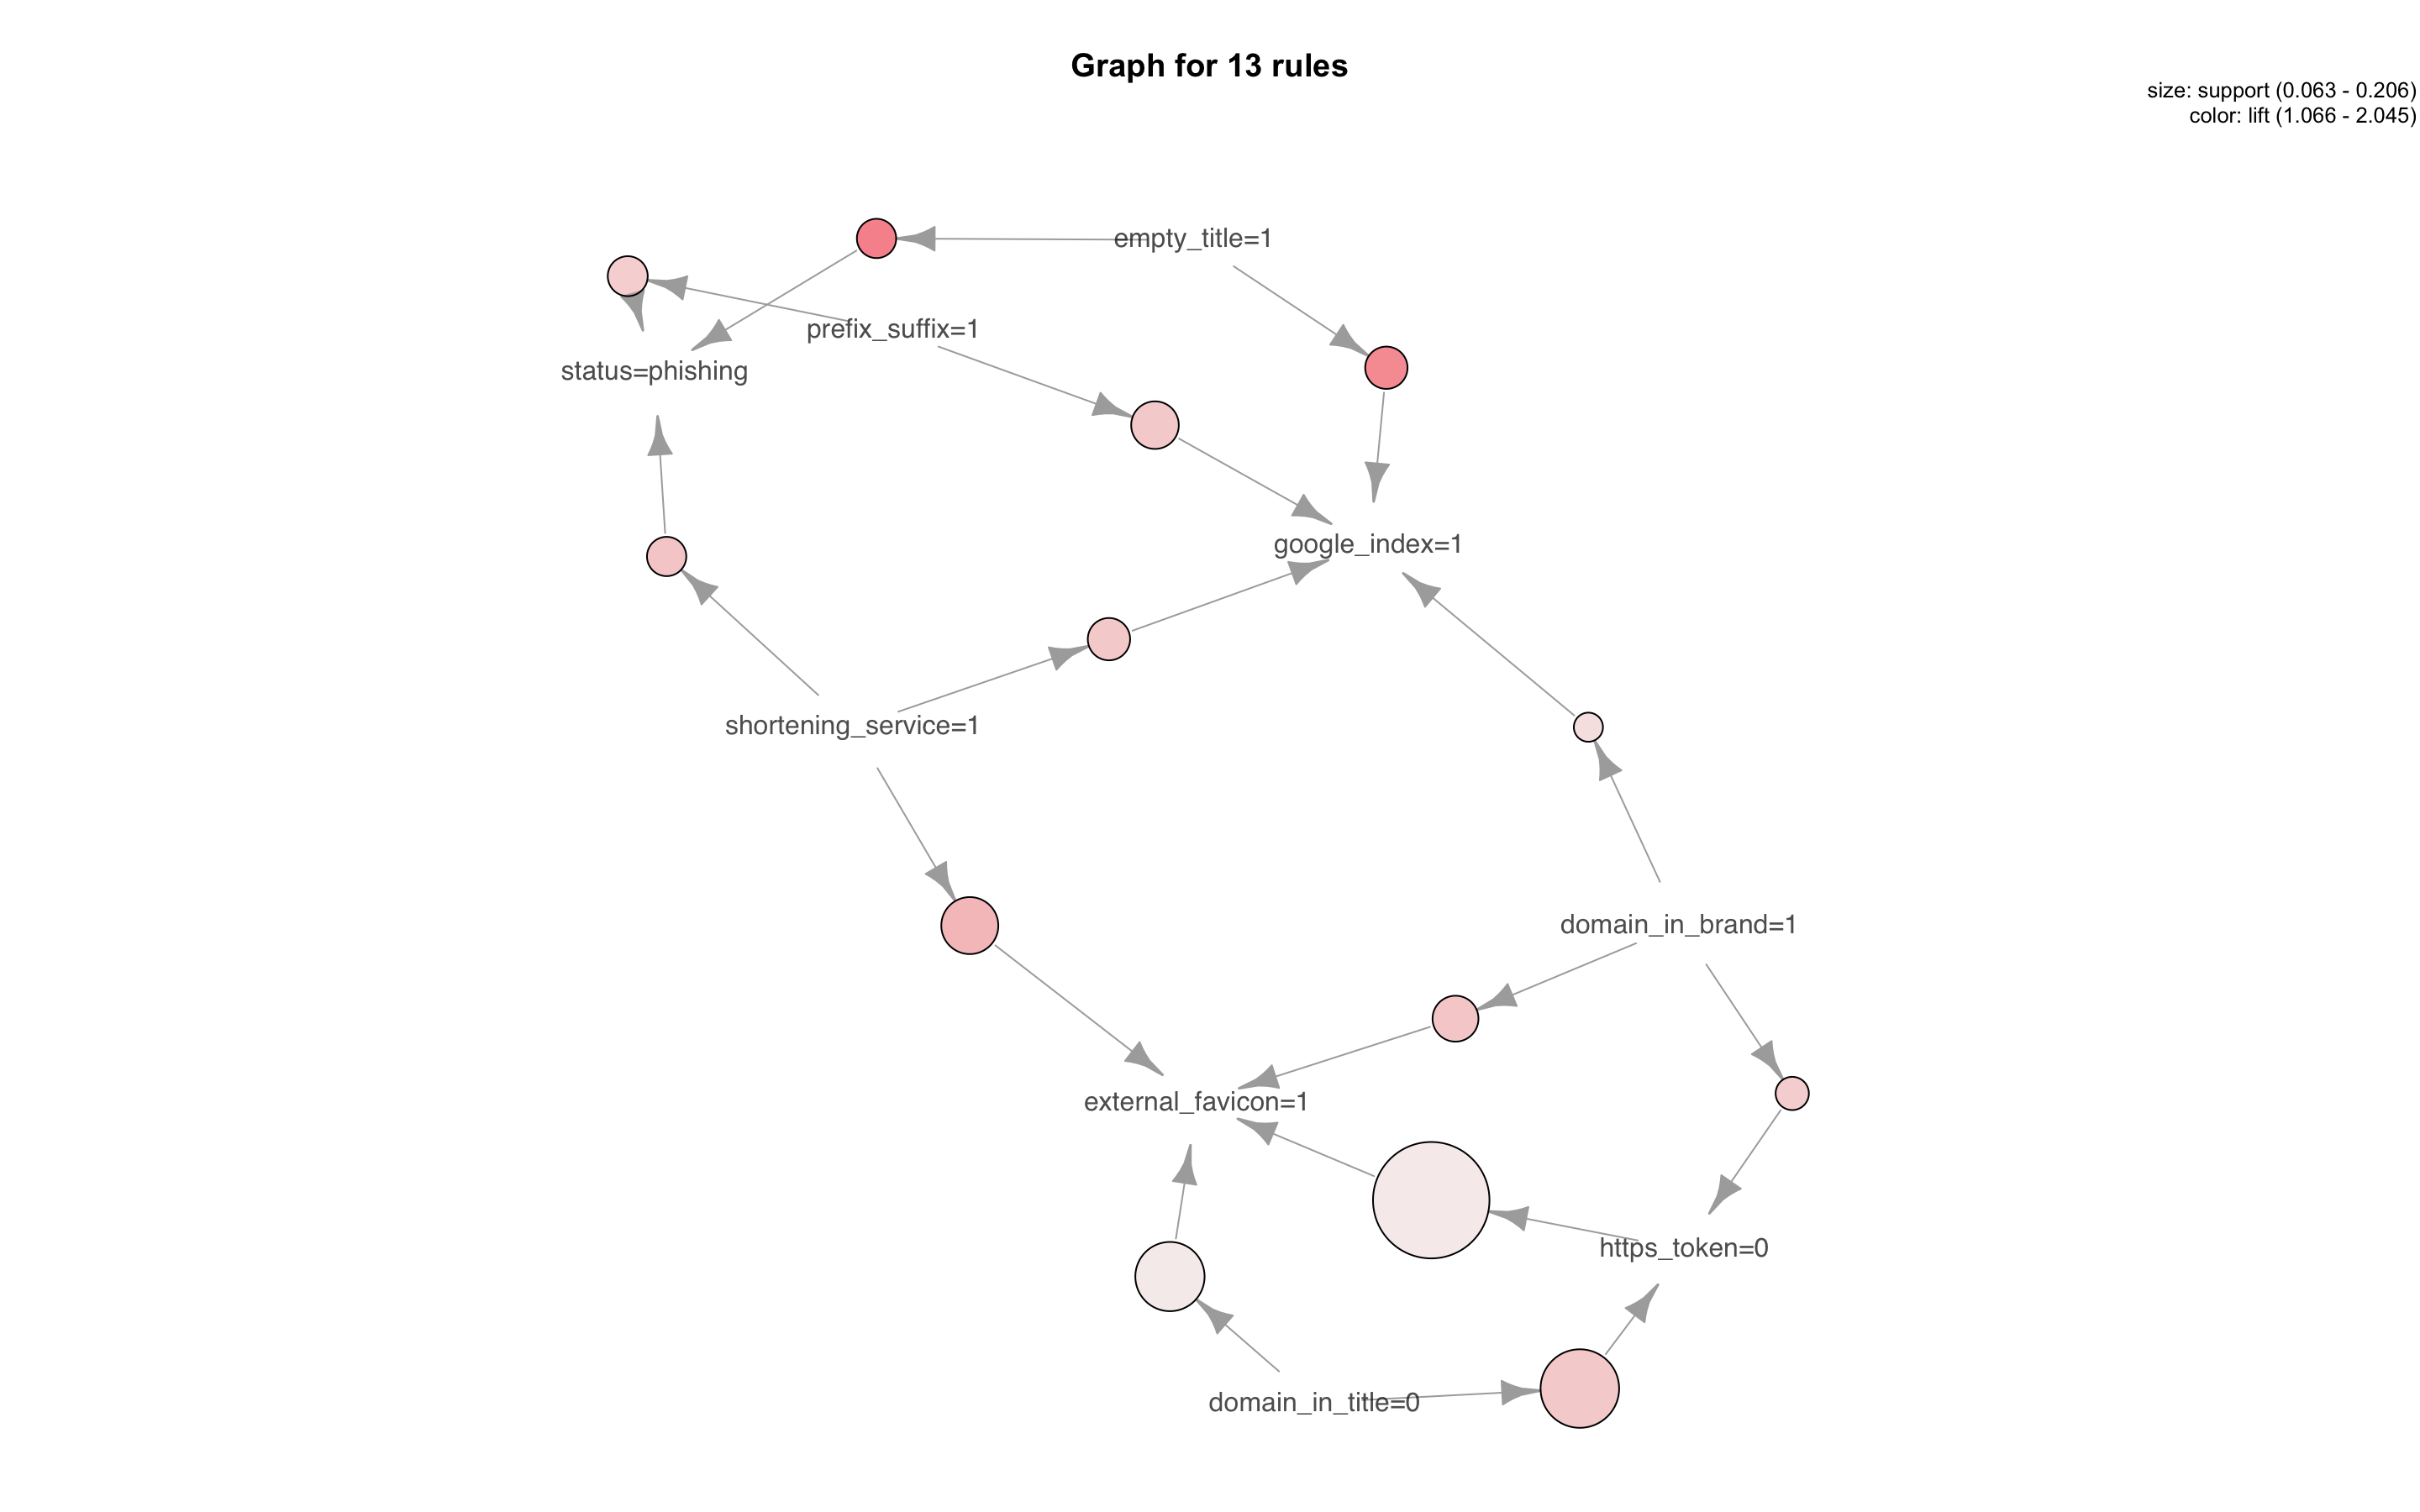 Graph for 13 rules
size: support (0.063 - 0.206)
color: lift (1.066 - 2.045)
empty_title=1
prefix_suffix=1
status=phishing
google_index=1
shortening_service=1
domain_in_brand=1
external_favicon=1
https_token=0
domain_in_title=0